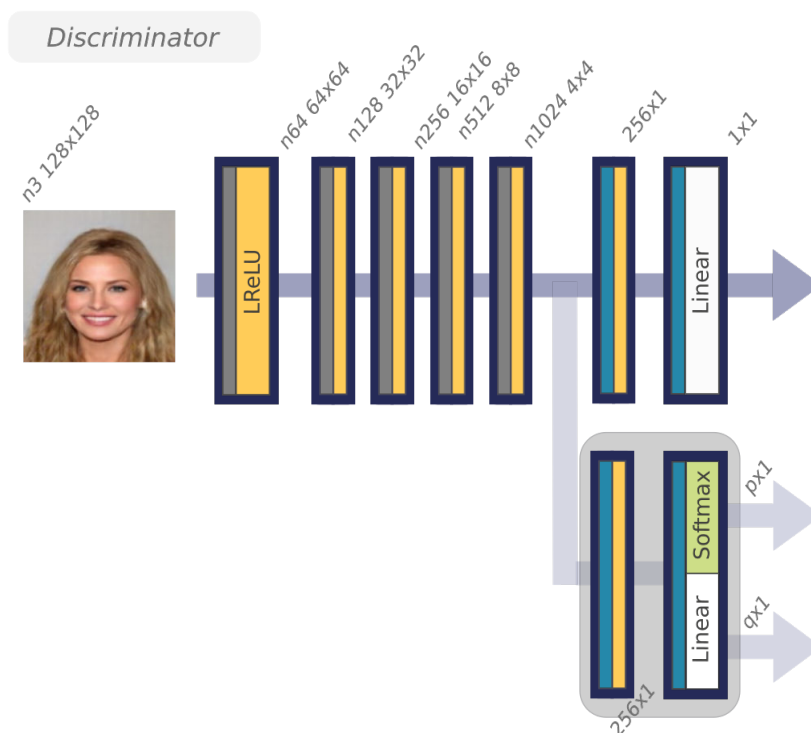 Discriminator
n3 128x128
n64 64x64
n128 32x32
n256 16x16
n512 8x8
n1024 4x4
256x1
1x1
LReLU
Linear
Softmax
Linear
px1
qx1
256x1